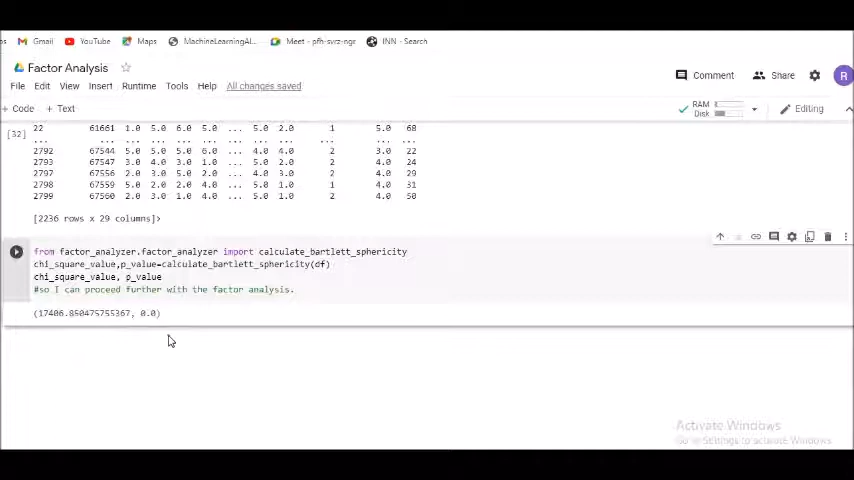 Gmail YouTube Maps MachineLearningAI... Meet - pfh-svrz-ngr INN - Search
Factor Analysis
Comment Share R
File Edit View Insert Runtime Tools Help All changes saved
+ Code + Text RAM Disk Editing
[32] 22 61661 1.0 5.0 6.0 5.0 ... 5.0 2.0 1 5.0 68
... ... ... ... ... ... ... ... ... ... ... ...
2792 67544 5.0 5.0 5.0 6.0 ... 4.0 4.0 2 3.0 22
2793 67547 3.0 4.0 3.0 1.0 ... 5.0 2.0 2 4.0 24
2797 67556 2.0 3.0 5.0 2.0 ... 4.0 3.0 2 4.0 29
2798 67559 5.0 2.0 2.0 4.0 ... 5.0 1.0 1 4.0 31
2799 67560 2.0 3.0 1.0 4.0 ... 5.0 1.0 2 4.0 50
[2236 rows x 29 columns]>
from factor_analyzer.factor_analyzer import calculate_bartlett_sphericity
chi_square_value,p_value=calculate_bartlett_sphericity(df)
chi_square_value, p_value
#so I can proceed further with the factor analysis.
(17406.850475755367, 0.0)
Activate Windows
Go to Settings to activate Windows.